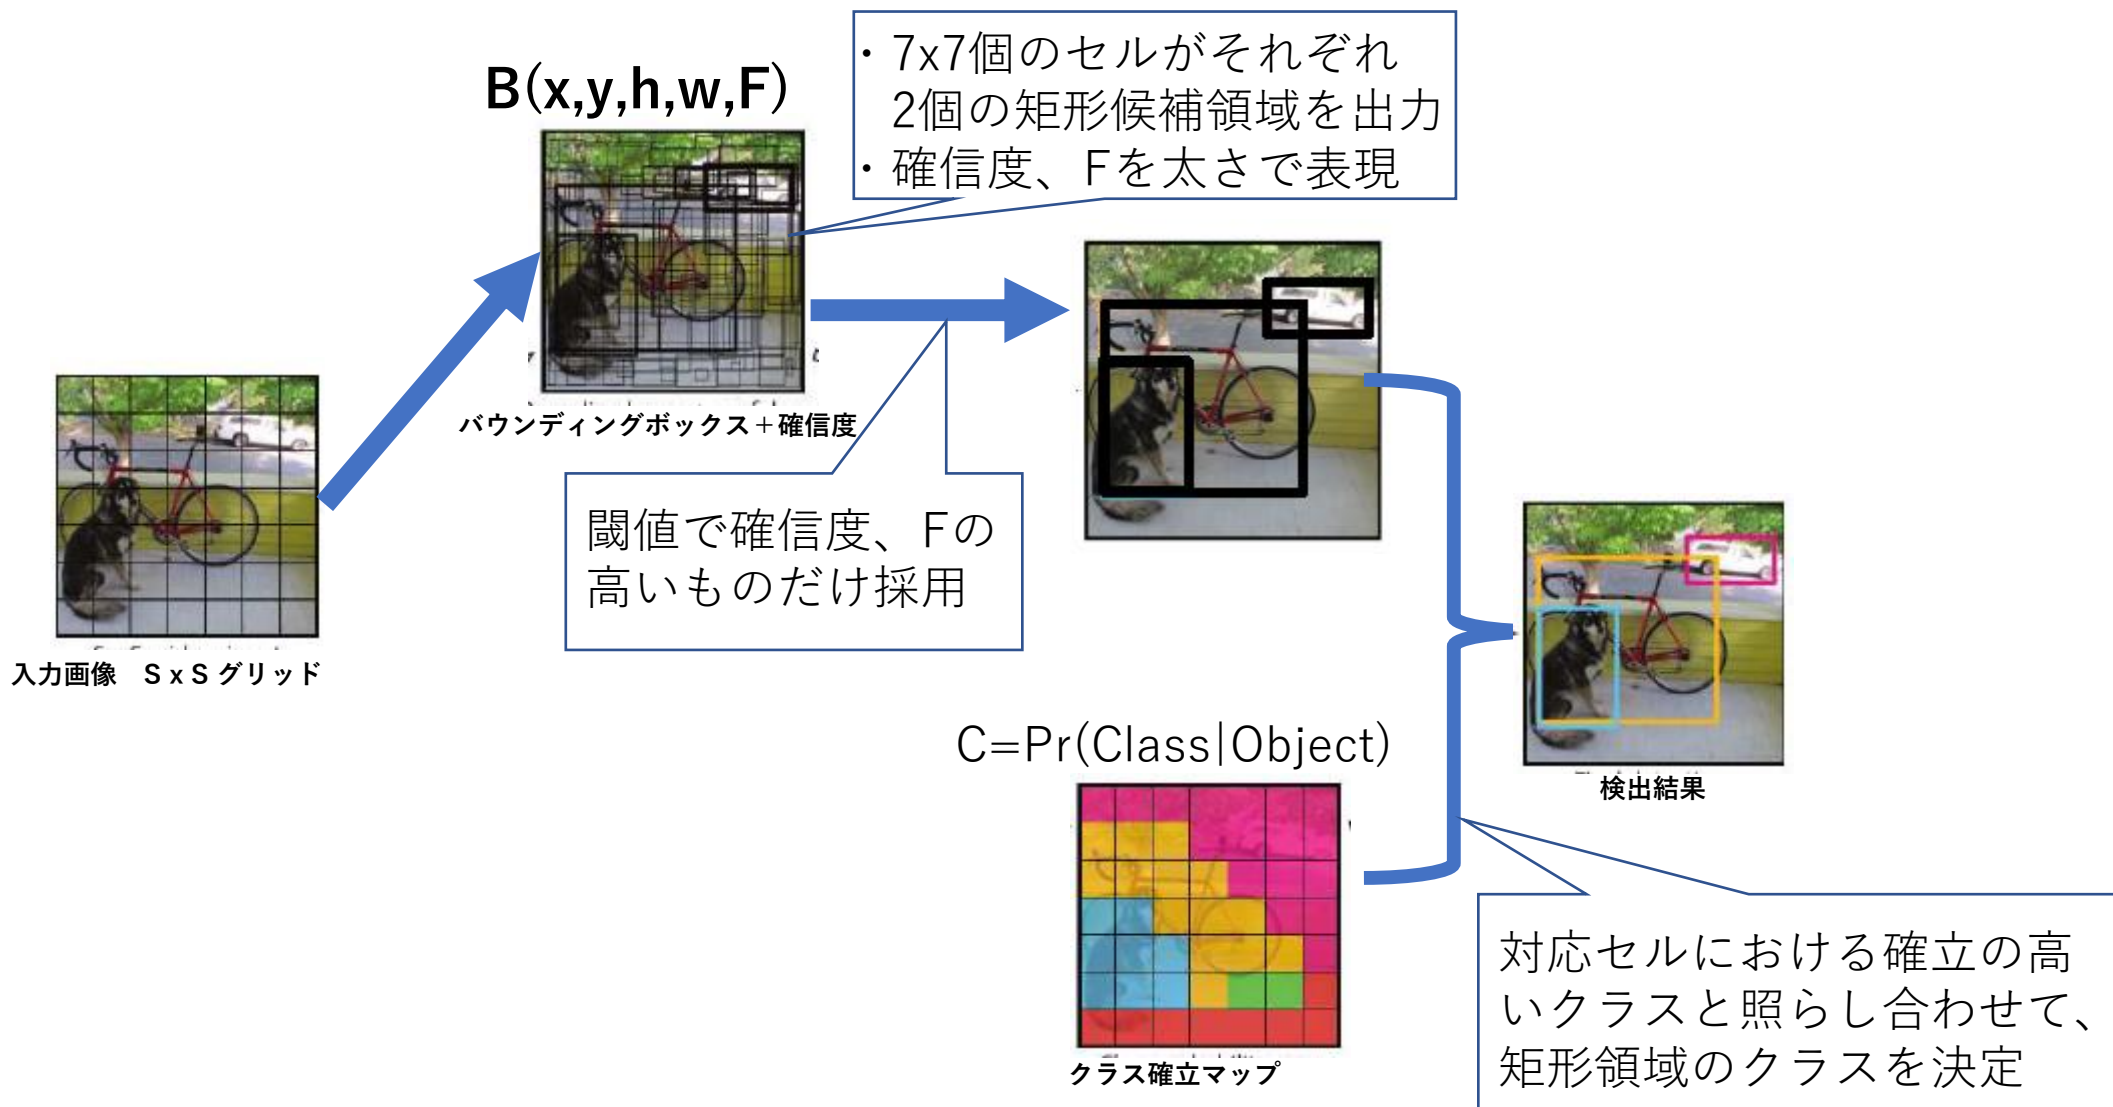 B(x,y,h,w,F)
・7x7個のセルがそれぞれ
2個の矩形候補領域を出力
・確信度、Fを太さで表現
バウンディングボックス＋確信度
閾値で確信度、Fの
高いものだけ採用
入力画像　S x S グリッド
C=Pr(Class|Object)
クラス確立マップ
検出結果
対応セルにおける確立の高
いクラスと照らし合わせて、
矩形領域のクラスを決定